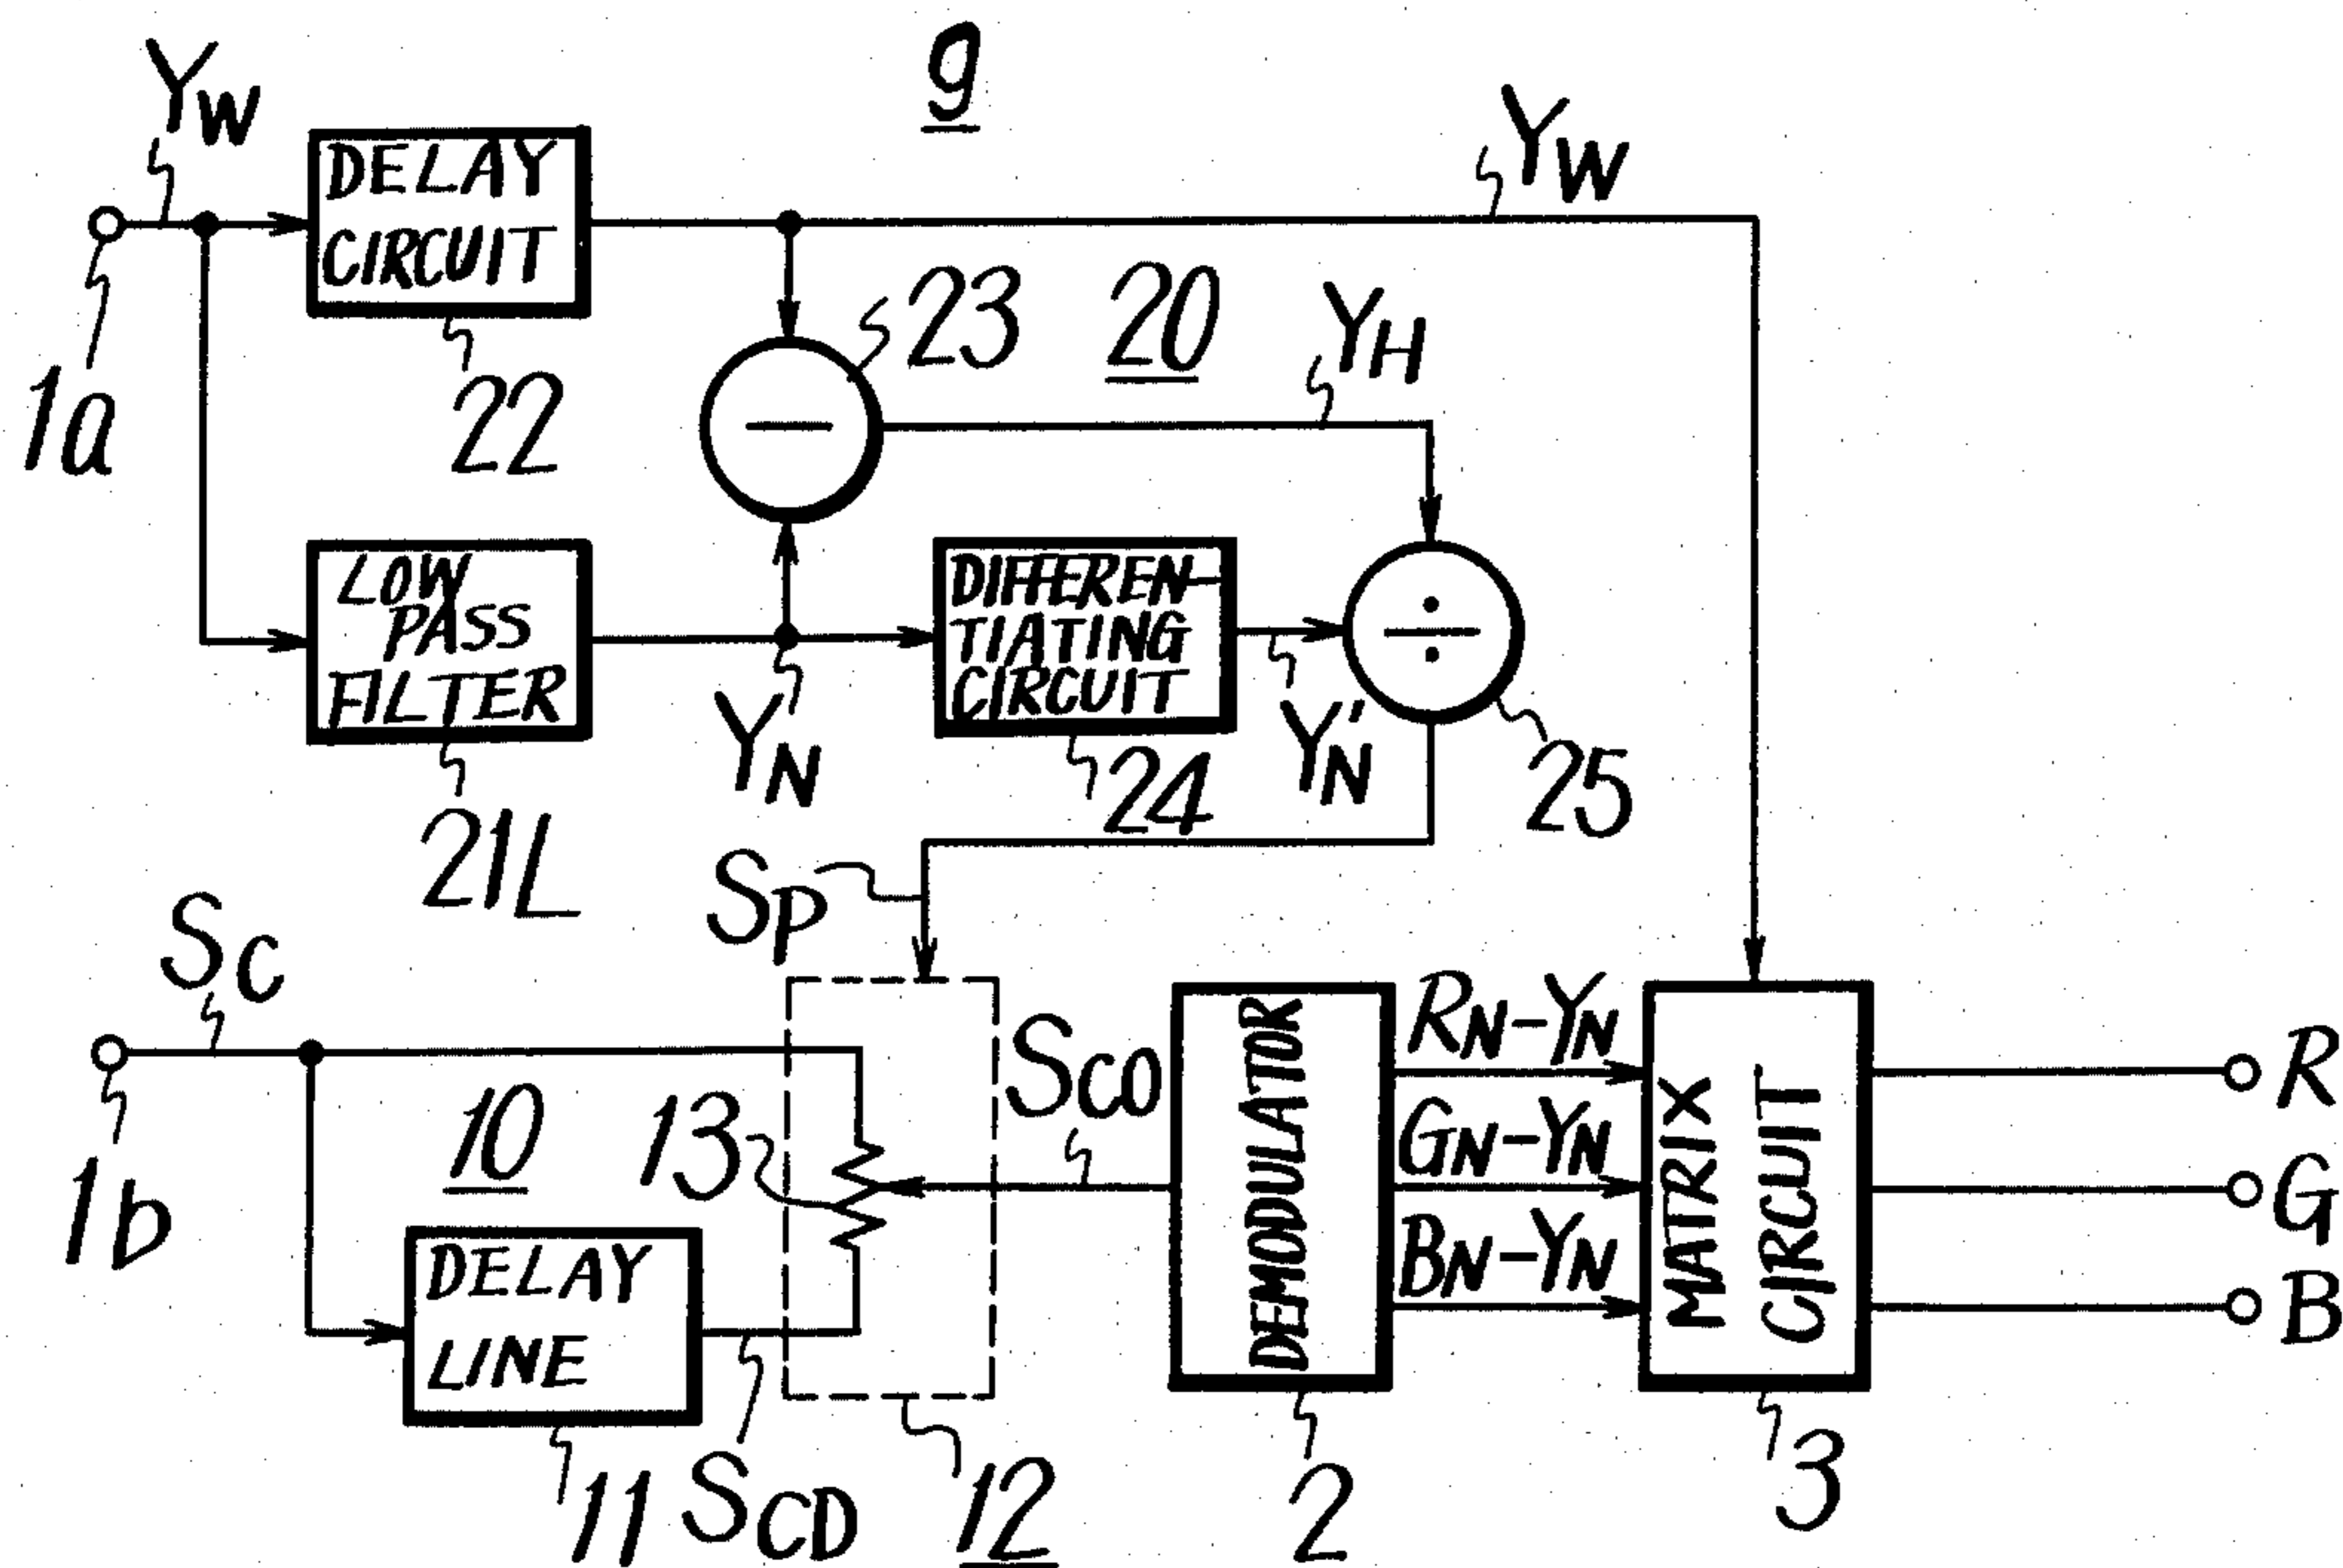 9
YW
YW
DELAY
CIRCUIT
1a
22
23
20
YH
LOW
PASS
FILTER
DIFFEREN-
TIATING
CIRCUIT
YN
Y'N
21L
24
25
SP
SC
1b
10
13
SCO
DELAY
LINE
11
SCD
12
DEMODULATOR
2
RN-YN
GN-YN
BN-YN
MATRIX
CIRCUIT
3
R
G
B